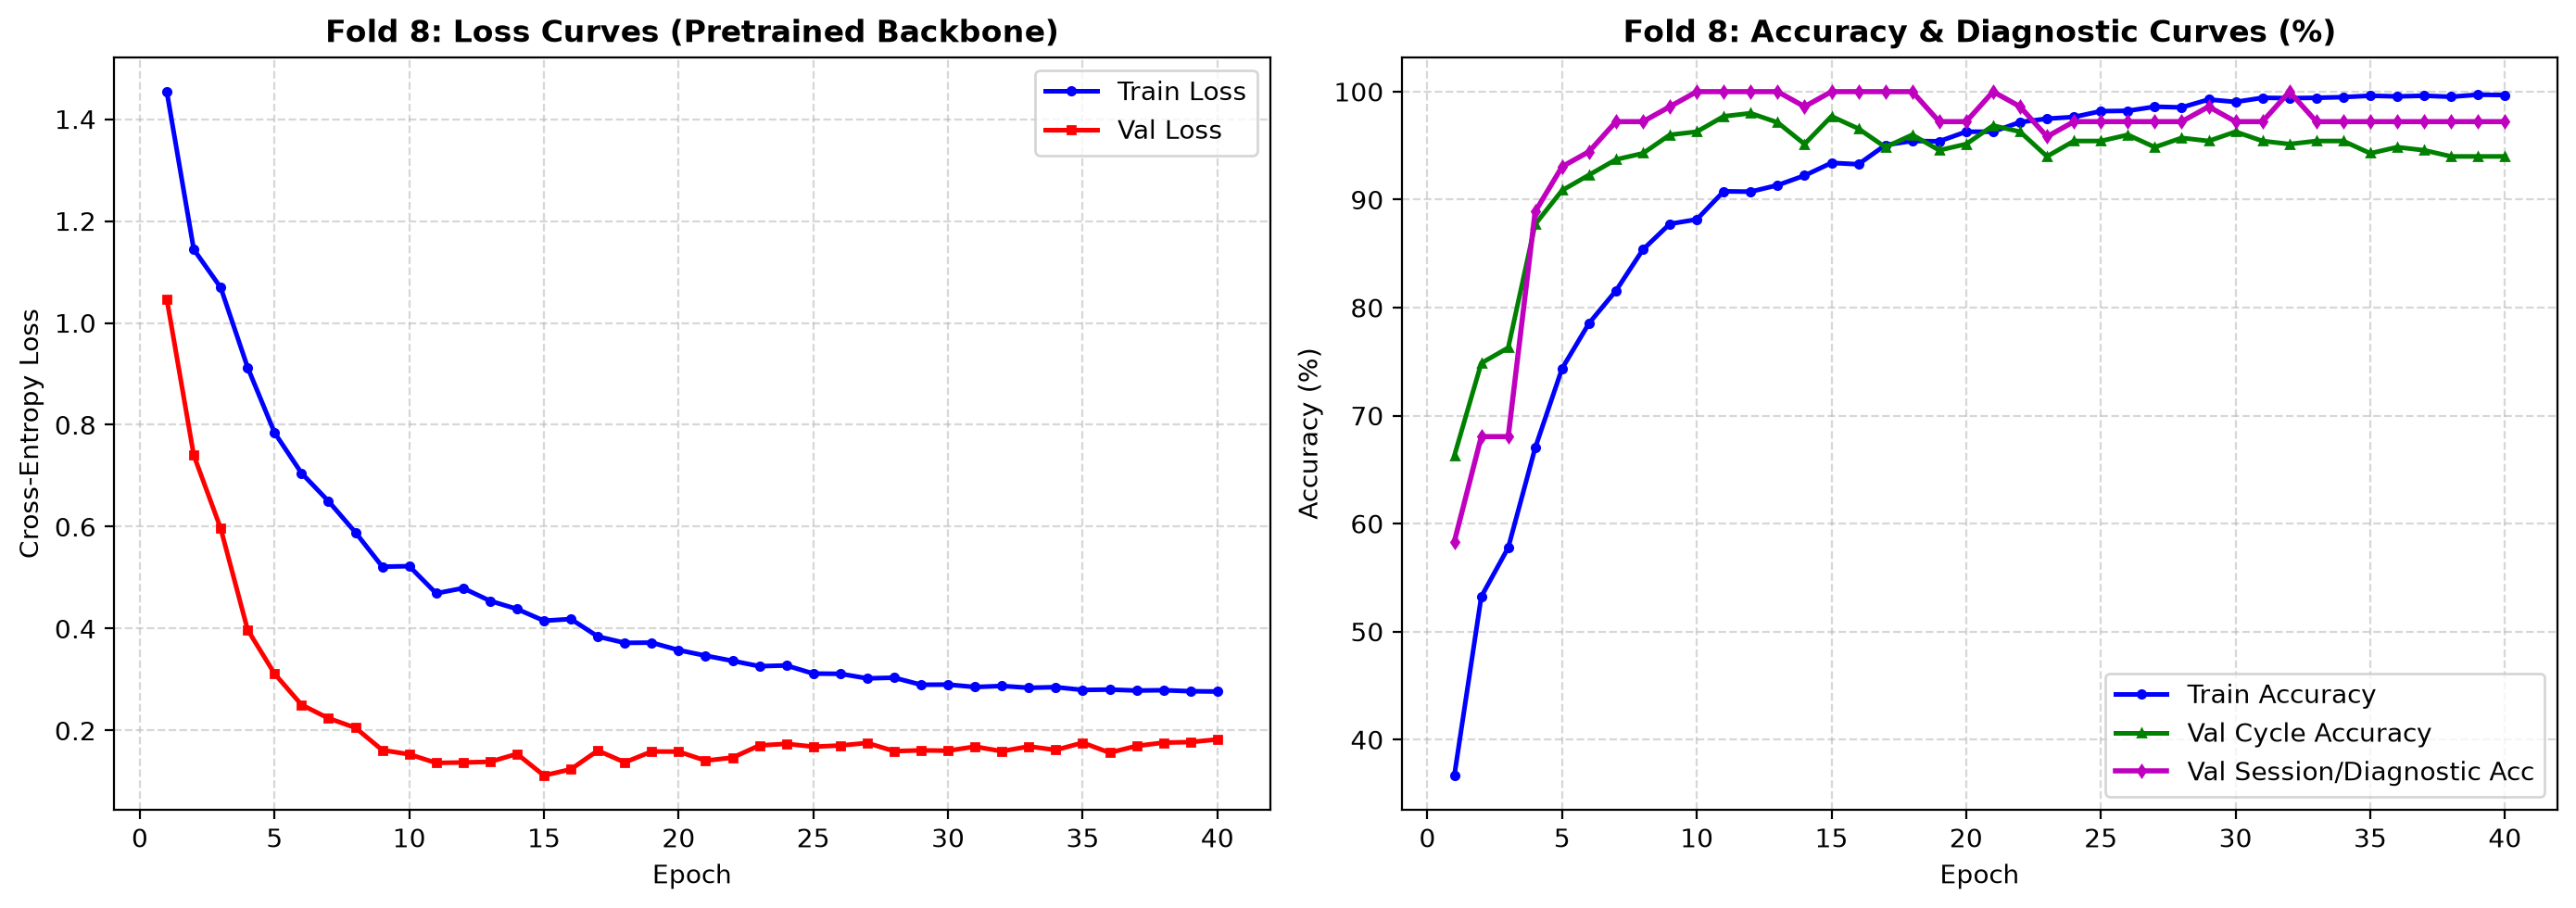 Fold 8: Loss Curves (Pretrained Backbone)
Cross-Entropy Loss
1.4
1.2
1.0
0.8
0.6
0.4
0.2
0 5 10 15 20 25 30 35 40
Epoch
Train Loss
Val Loss
Fold 8: Accuracy & Diagnostic Curves (%)
Accuracy (%)
100
90
80
70
60
50
40
0 5 10 15 20 25 30 35 40
Epoch
Train Accuracy
Val Cycle Accuracy
Val Session/Diagnostic Acc